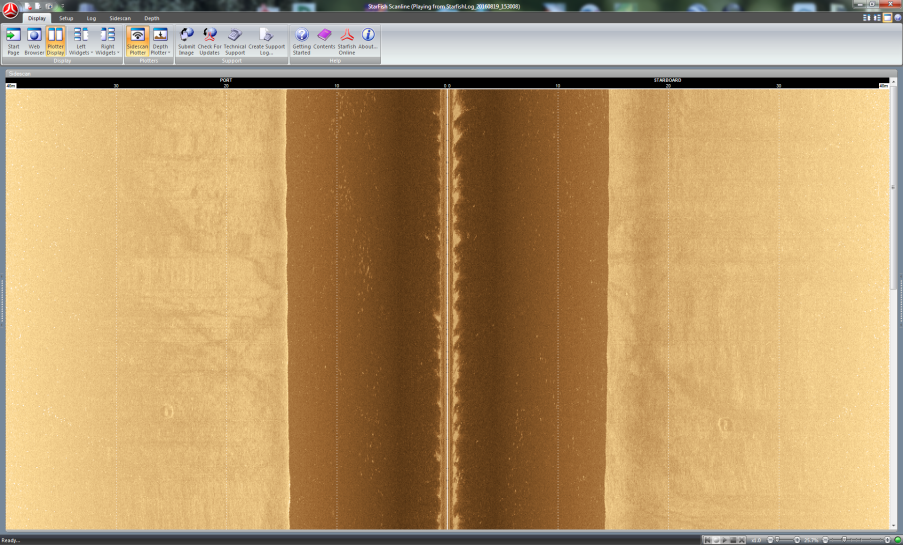 StarFish Scanline (Playing from StarfishLog_20160819_153008)
Display Setup Log Sidescan Depth
Start Page Web Browser Plotter Display Left Widgets Right Widgets Sidescan Plotter Depth Plotter Submit Image Check For Updates Technical Support Create Support Log... Getting Started Contents Starfish Online About...
Display Plotters Support Help
Sidescan
PORT STARBOARD
40m 30 20 10 0 0 10 20 30 40m
Ready... x1.0